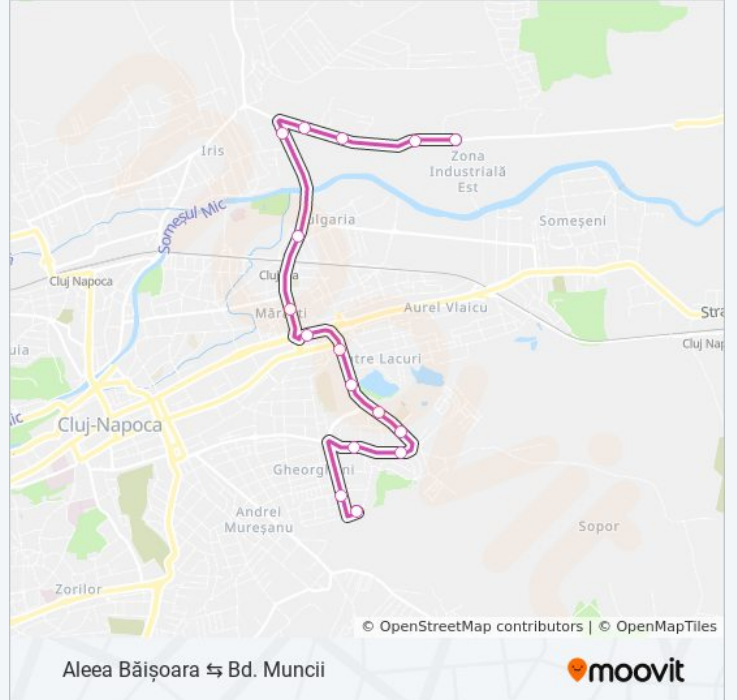 Iris
Zona
Industrială
Est
Someșul Mic
Bulgaria
Someșeni
Cluj Napoca
Aurel Vlaicu
Cluj Nap
Cluj-Napoca
Gheorgheni
Andrei
Mureșanu
Sopor
Zorilor
© OpenStreetMap contributors | © OpenMapTiles
Aleea Băișoara ⇆ Bd. Muncii
moovit